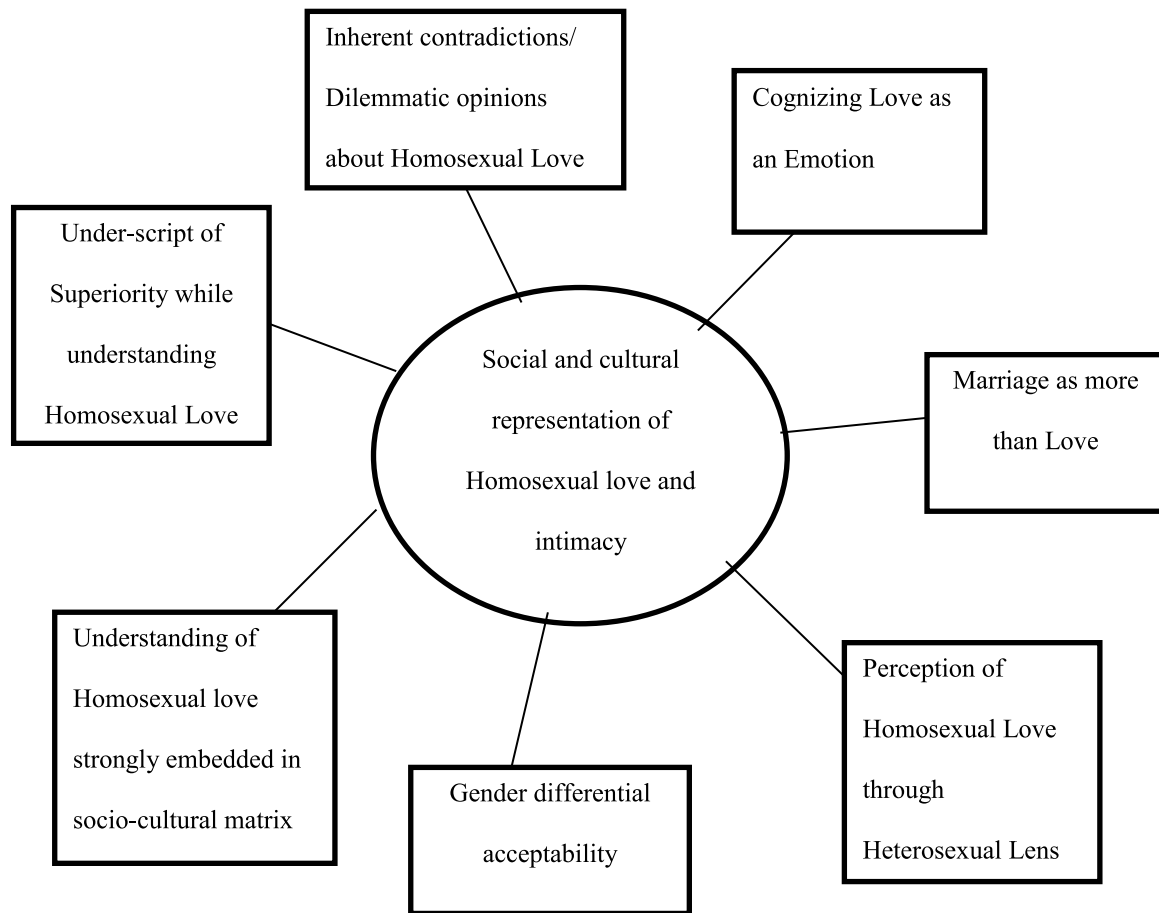 Inherent contradictions/
Dilemmatic opinions
about Homosexual Love
Cognizing Love as
an Emotion
Under-script of
Superiority while
understanding
Homosexual Love
Social and cultural
representation of
Homosexual love and
intimacy
Marriage as more
than Love
Understanding of
Homosexual love
strongly embedded in
socio-cultural matrix
Gender differential
acceptability
Perception of
Homosexual Love
through
Heterosexual Lens